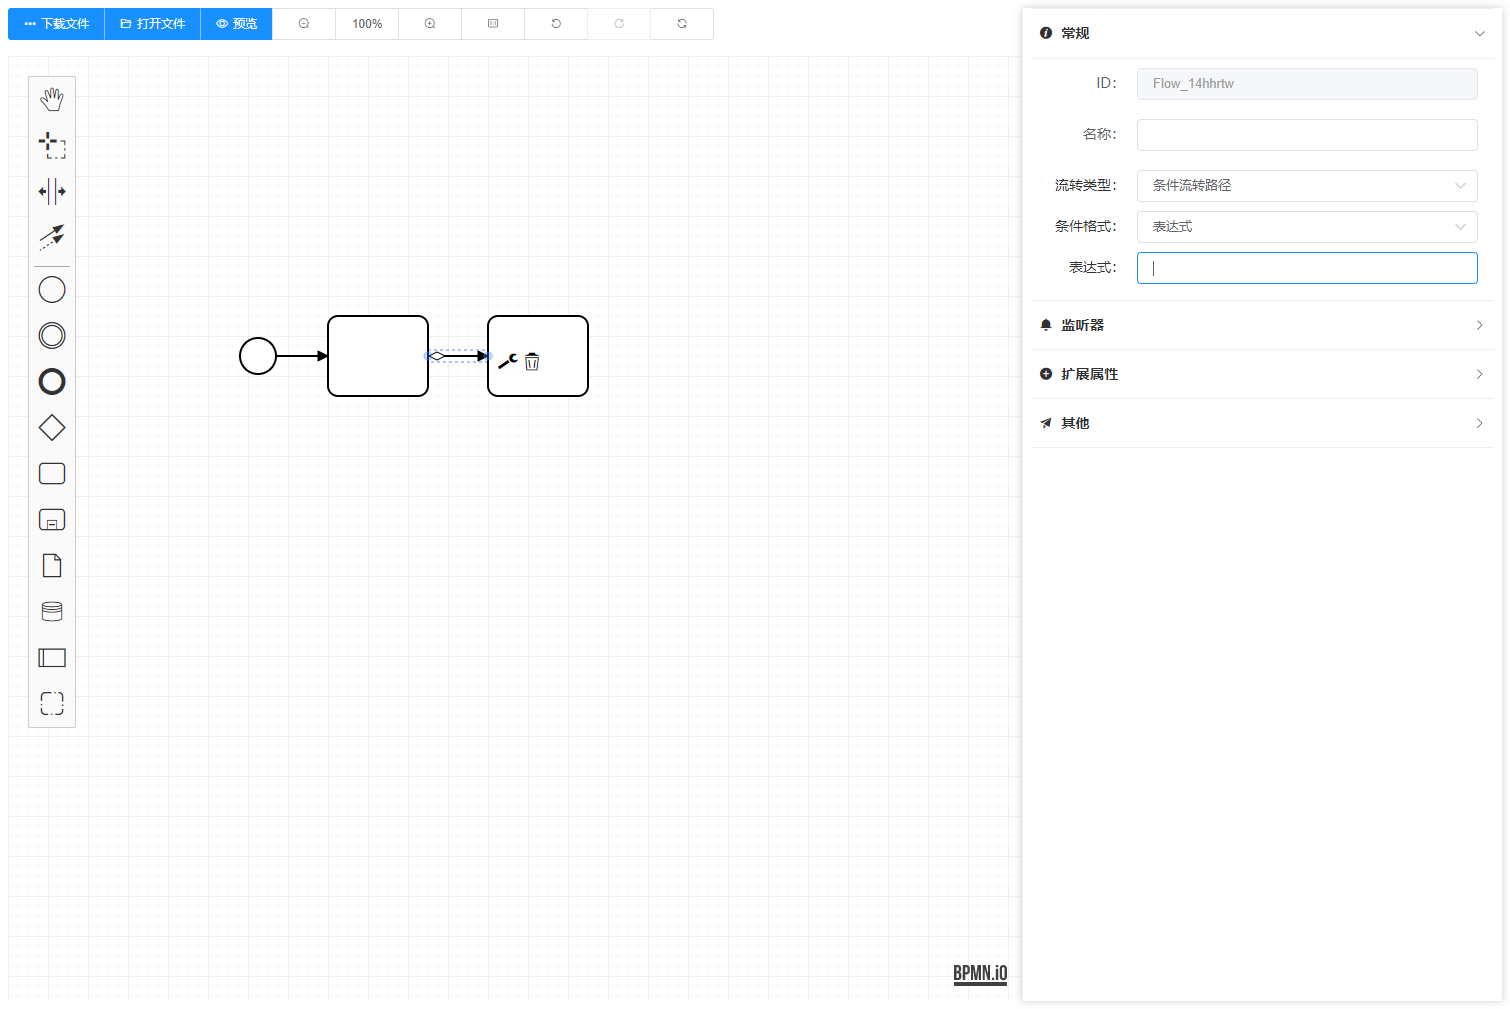 下载文件 打开文件 预览 100%
常规
ID： Flow_14hhrtw
名称：
流转类型： 条件流转路径
条件格式： 表达式
表达式：
监听器
扩展属性
其他
BPMN.iO